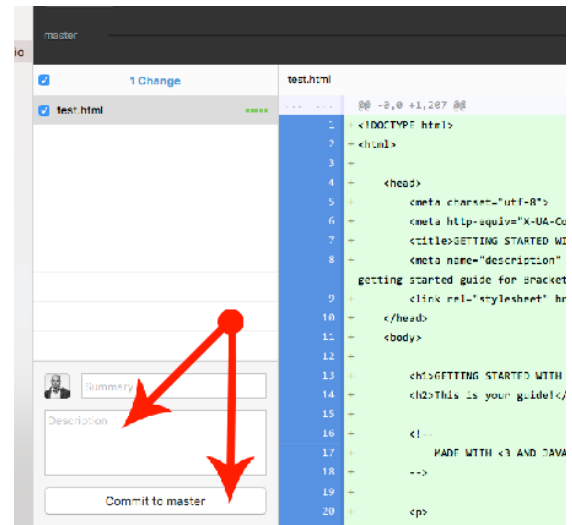 master
io
1 Change
test.html
test.html
@@ -0,0 +1,207 @@
1 + <!DOCTYPE html>
2 + <html>
3 +
4 + <head>
5 + <meta charset="utf-8">
6 + <meta http-equiv="X-UA-Co
7 + <title>GETTING STARTED WI
8 + <meta name="description"
getting started guide for Bracket
9 + <link rel="stylesheet" hr
10 + </head>
11 + <body>
12 +
13 + <h1>GETTING STARTED WITH
14 + <h2>This is your guide!</
15 +
16 + <!--
17 + MADE WITH <3 AND JAVA
18 + -->
19 +
20 + <p>
Summary
Description
Commit to master